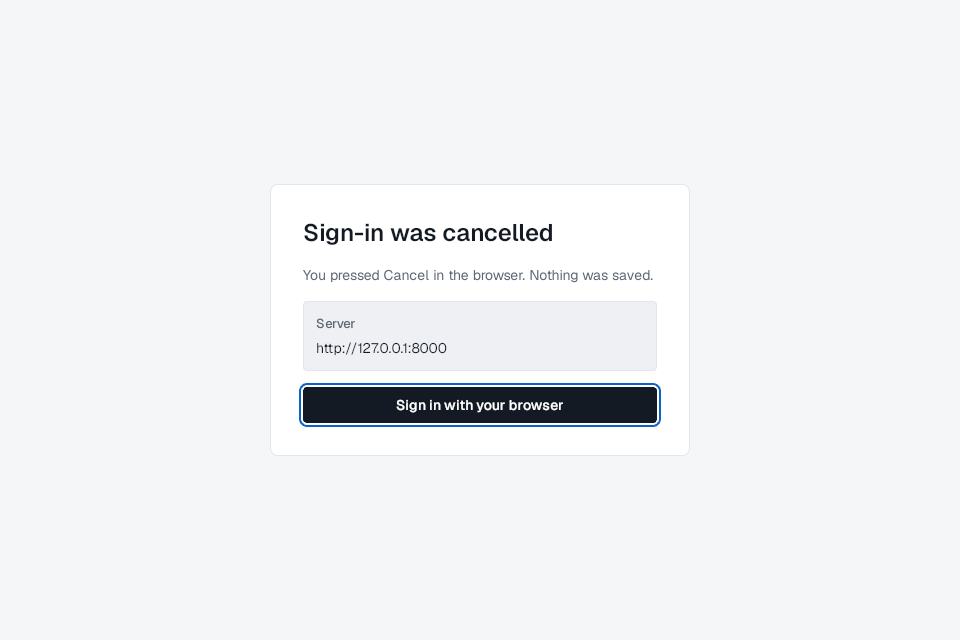 Sign-in was cancelled
You pressed Cancel in the browser. Nothing was saved.
Server
http://127.0.0.1:8000
Sign in with your browser